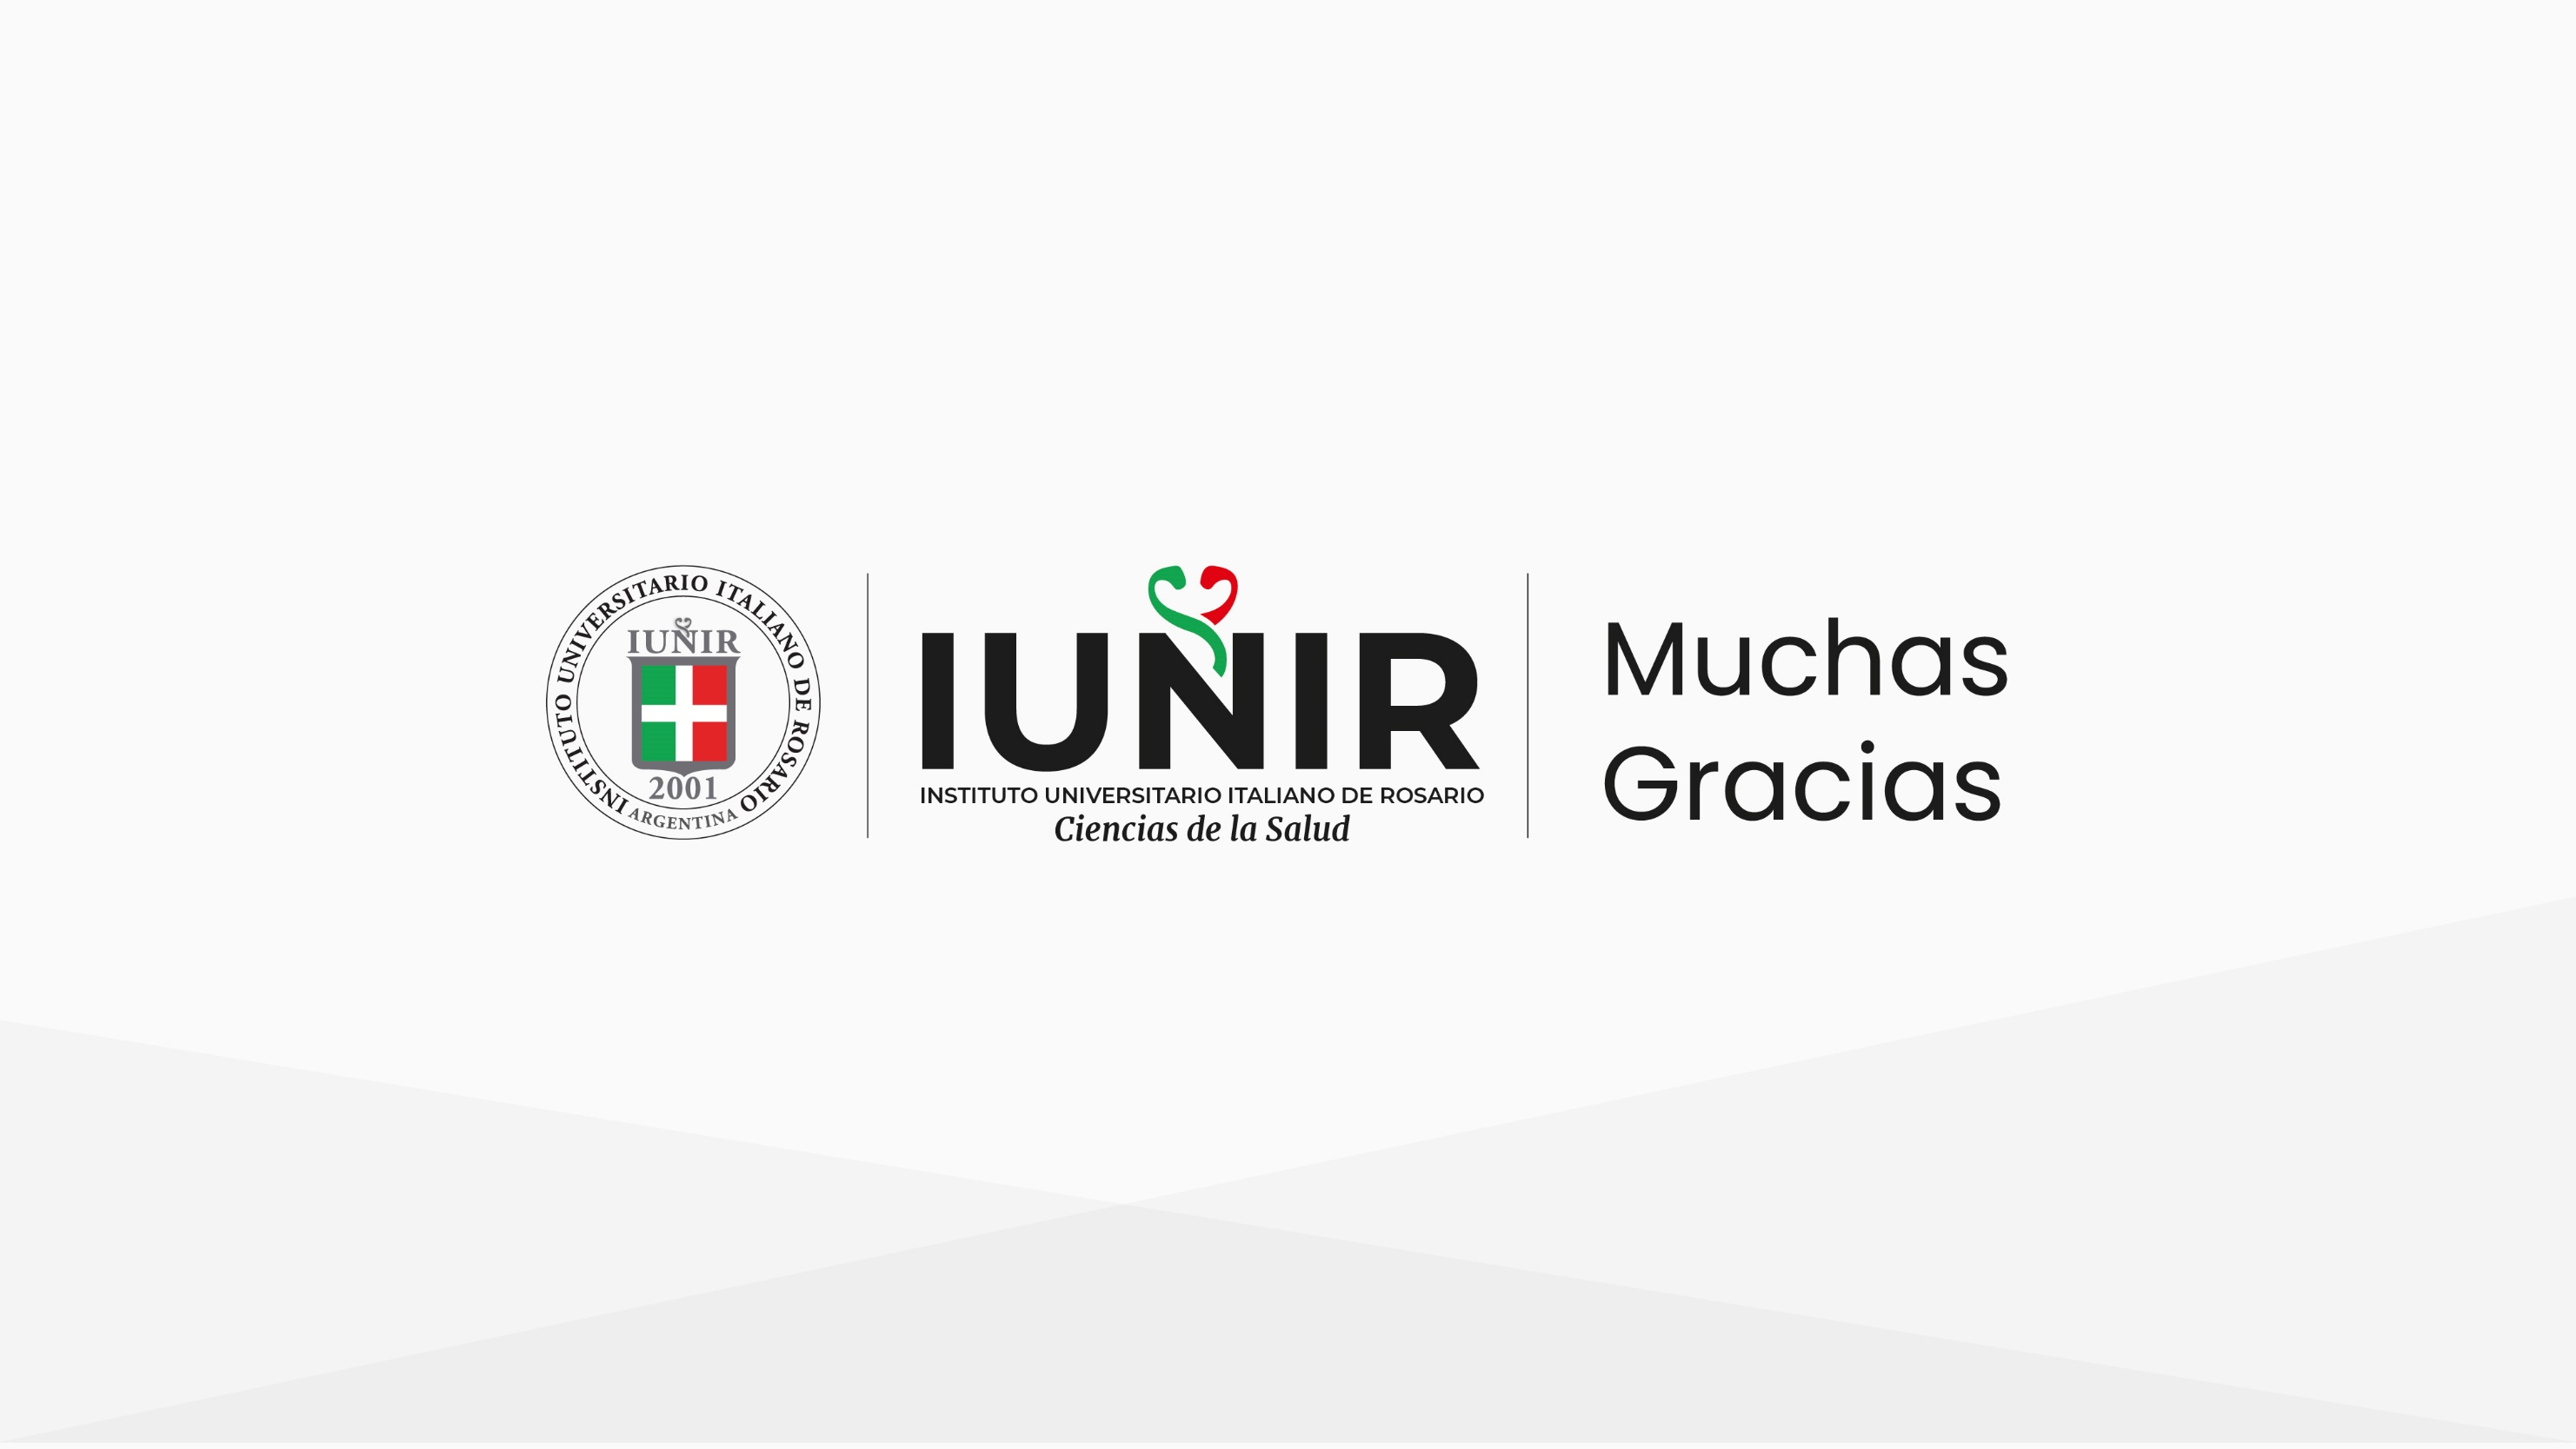 INSTITUTO UNIVERSITARIO ITALIANO DE ROSARIO
ARGENTINA
IUNIR
2001
IUNIR
INSTITUTO UNIVERSITARIO ITALIANO DE ROSARIO
Ciencias de la Salud
Muchas
Gracias